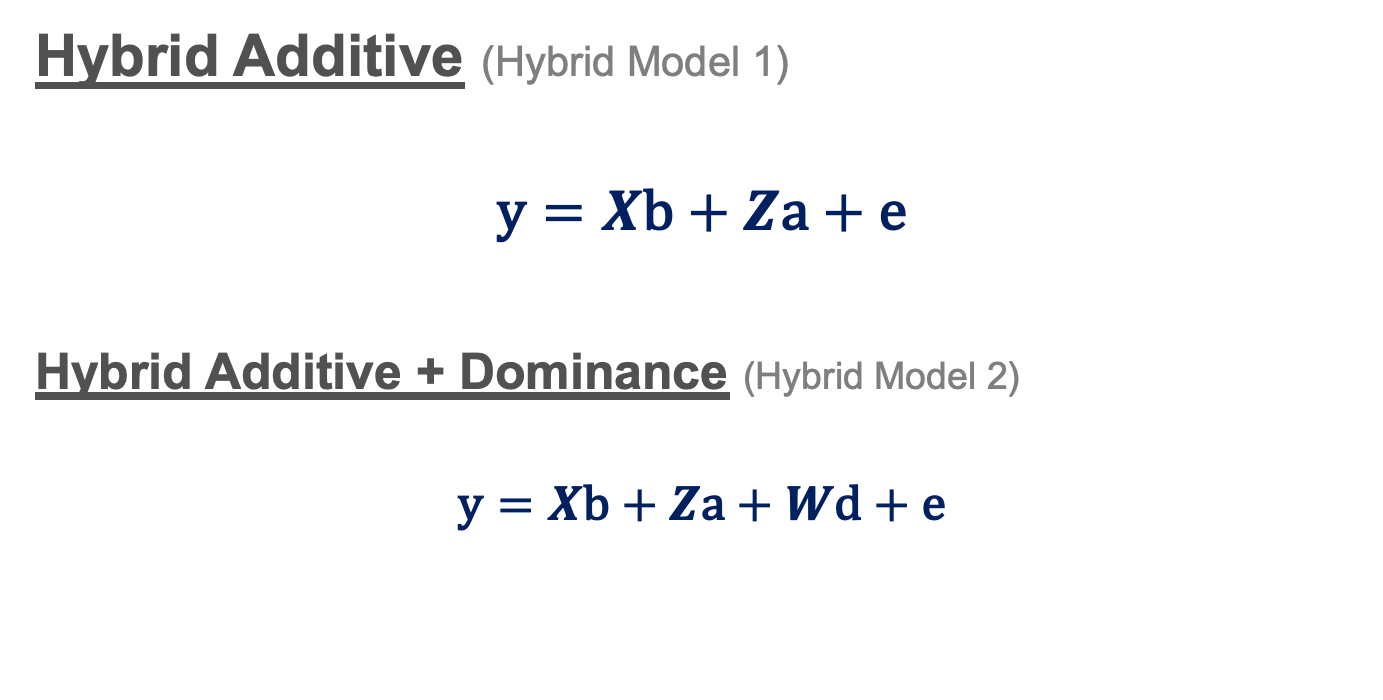 Hybrid Additive (Hybrid Model 1)
y = Xb + Za + e
Hybrid Additive + Dominance (Hybrid Model 2)
y = Xb + Za + Wd + e